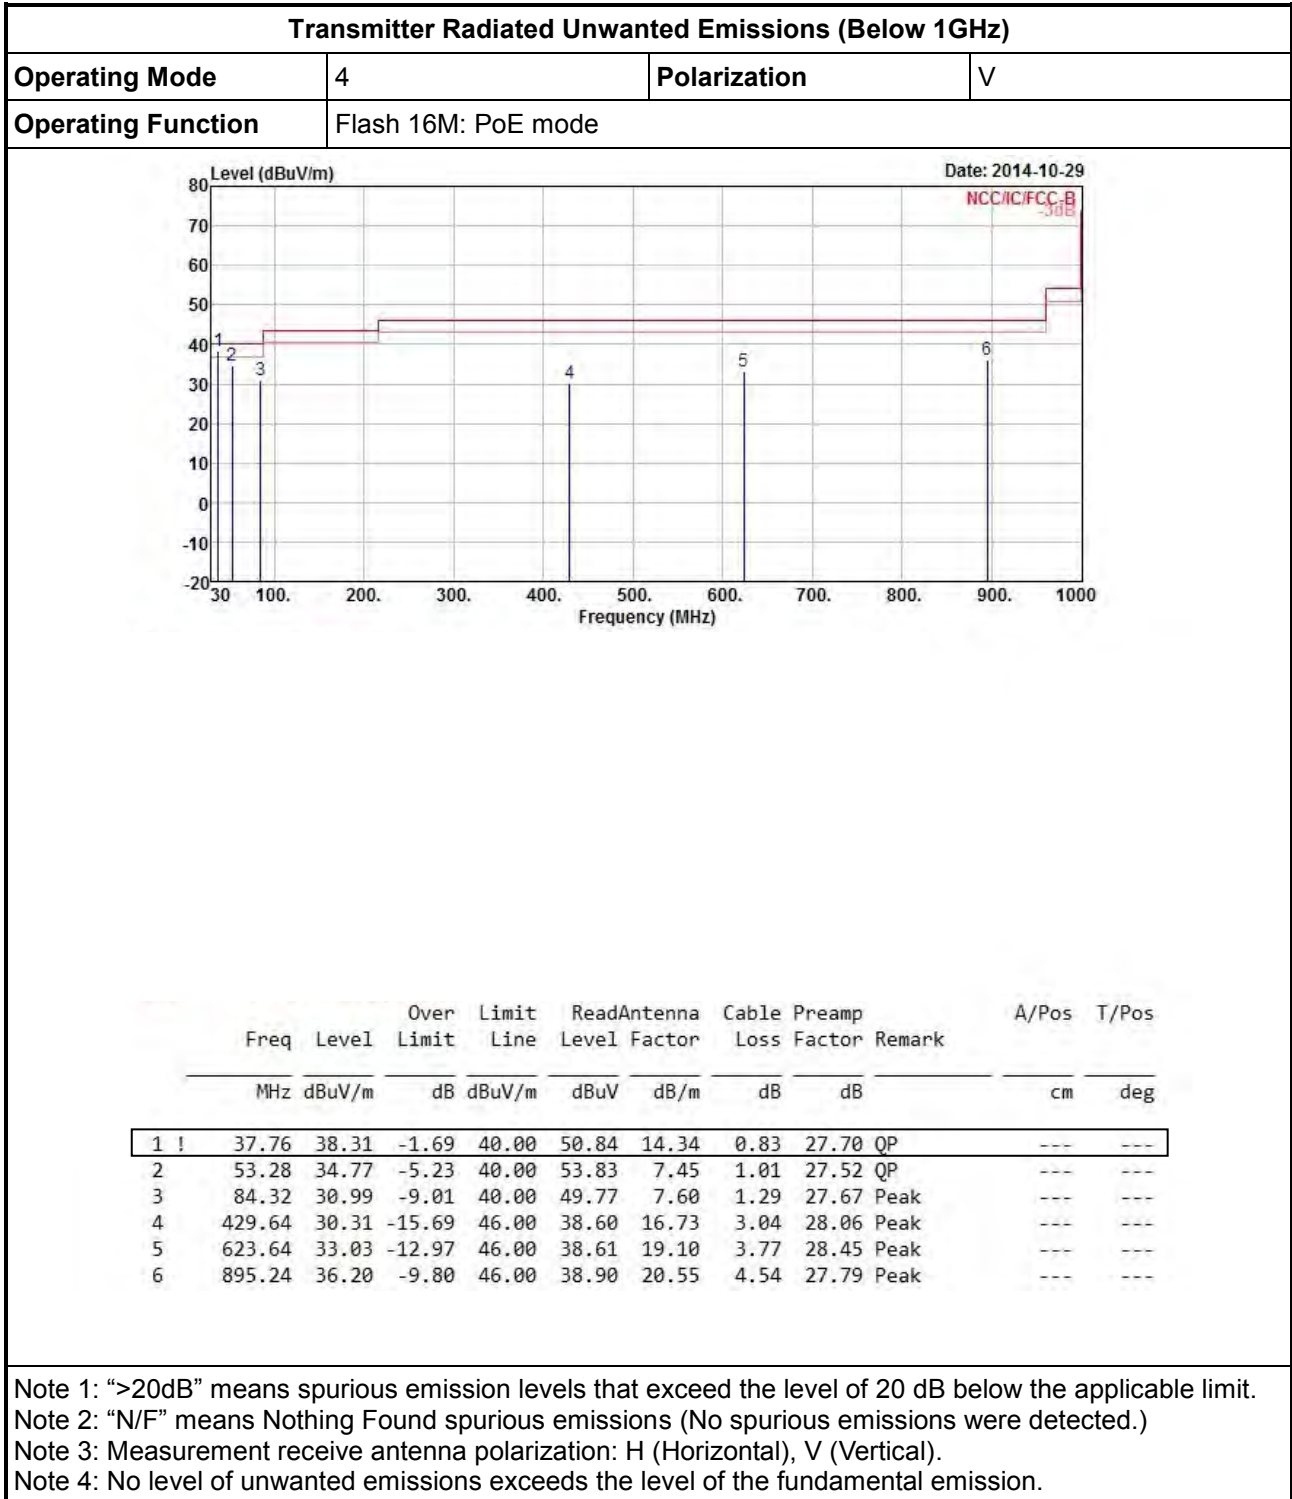 Transmitter Radiated Unwanted Emissions (Below 1GHz)
Operating Mode 4 Polarization V
Operating Function Flash 16M: PoE mode
Level (dBuV/m) Date: 2014-10-29
80
NCC/IC/FCC-B
-3dB
70
60
50
40
30
20
10
0
-10
-20
1
2
3
4
5
6
30 100. 200. 300. 400. 500. 600. 700. 800. 900. 1000
Frequency (MHz)
Over Limit ReadAntenna Cable Preamp A/Pos T/Pos
Freq Level Limit Line Level Factor Loss Factor Remark
MHz dBuV/m dB dBuV/m dBuV dB/m dB dB cm deg
1 ! 37.76 38.31 -1.69 40.00 50.84 14.34 0.83 27.70 QP --- ---
2 53.28 34.77 -5.23 40.00 53.83 7.45 1.01 27.52 QP --- ---
3 84.32 30.99 -9.01 40.00 49.77 7.60 1.29 27.67 Peak --- ---
4 429.64 30.31 -15.69 46.00 38.60 16.73 3.04 28.06 Peak --- ---
5 623.64 33.03 -12.97 46.00 38.61 19.10 3.77 28.45 Peak --- ---
6 895.24 36.20 -9.80 46.00 38.90 20.55 4.54 27.79 Peak --- ---
Note 1: “>20dB” means spurious emission levels that exceed the level of 20 dB below the applicable limit.
Note 2: “N/F” means Nothing Found spurious emissions (No spurious emissions were detected.)
Note 3: Measurement receive antenna polarization: H (Horizontal), V (Vertical).
Note 4: No level of unwanted emissions exceeds the level of the fundamental emission.